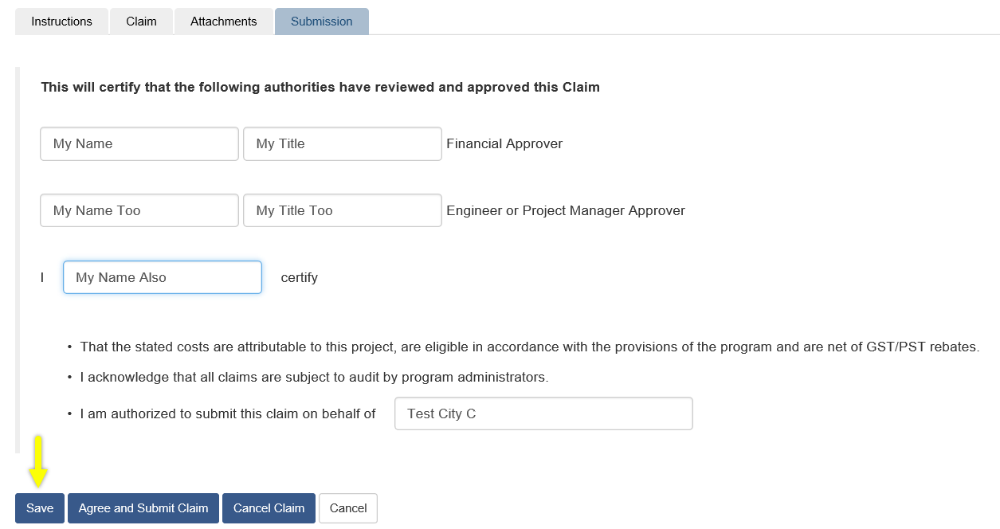 Instructions Claim Attachments Submission
This will certify that the following authorities have reviewed and approved this Claim
My Name My Title Financial Approver
My Name Too My Title Too Engineer or Project Manager Approver
I My Name Also certify
• That the stated costs are attributable to this project, are eligible in accordance with the provisions of the program and are net of GST/PST rebates.
• I acknowledge that all claims are subject to audit by program administrators.
• I am authorized to submit this claim on behalf of Test City C
Save Agree and Submit Claim Cancel Claim Cancel